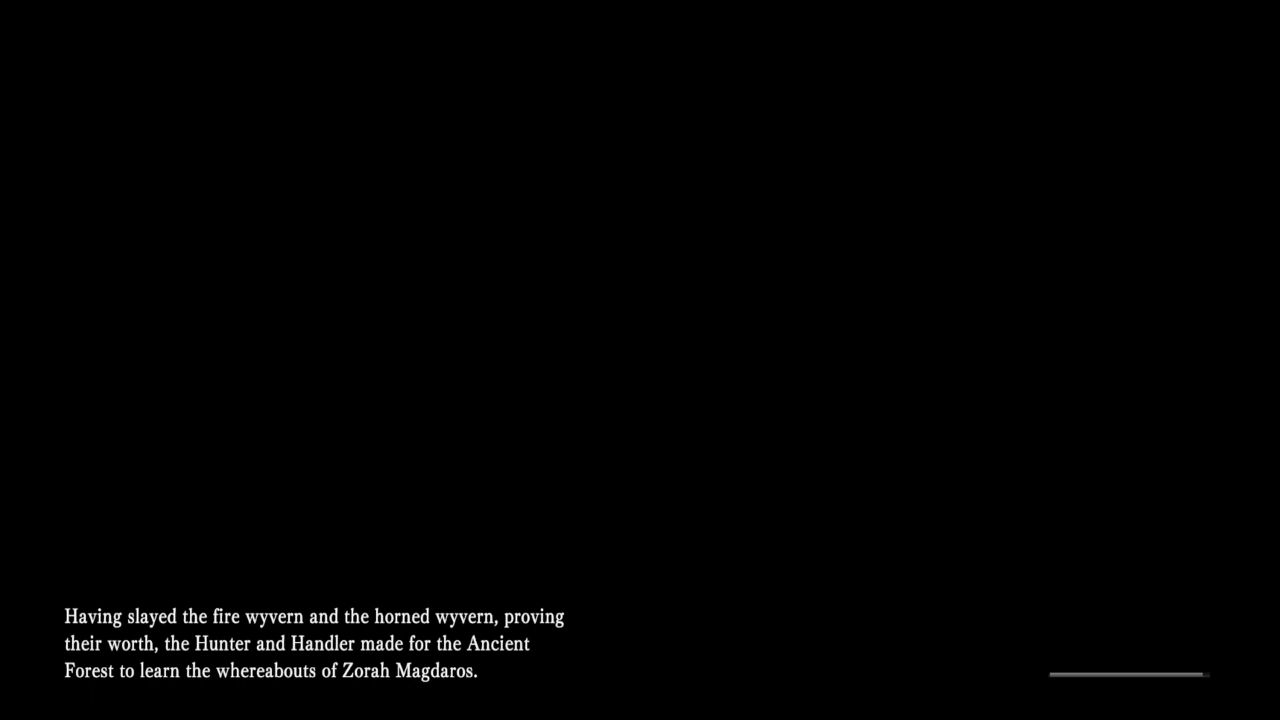 Having slayed the fire wyvern and the horned wyvern, proving
their worth, the Hunter and Handler made for the Ancient
Forest to learn the whereabouts of Zorah Magdaros.